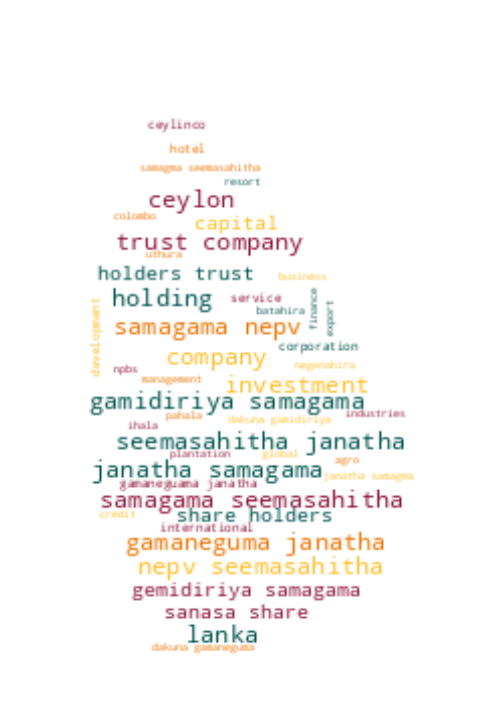 ceylinco
hotel
samagma seemasahitha
resort
ceylon
colombo
capital
trust company
uthura
holders trust
business
holding
service
finance
export
batahira
development
samagama nepv
corporation
company
negenahira
npbs
management
investment
gamidiriya samagama
pahala
industries
dakuna gamidiriya
ihala
seemasahitha janatha
plantation
global
agro
janatha samagama
janatha samagma
gamaneguama janatha
samagama seemasahitha
credit
share holders
international
gamaneguma janatha
nepv seemasahitha
gemidiriya samagama
sanasa share
lanka
dakuna gamaneguma